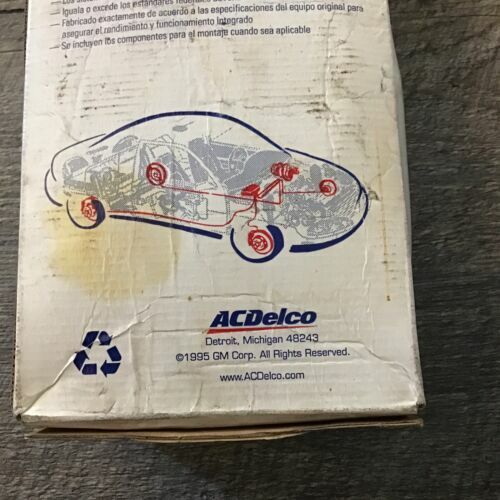 – Los
– Iguala o excede los estándares federales
– Fabricado exactamente de acuerdo a las especificaciones del equipo original para
asegurar el rendimiento y funcionamiento integrado
– Se incluyen los componentes para el montaje cuando sea aplicable
ACDelco
Detroit, Michigan 48243
©1995 GM Corp. All Rights Reserved.
www.ACDelco.com